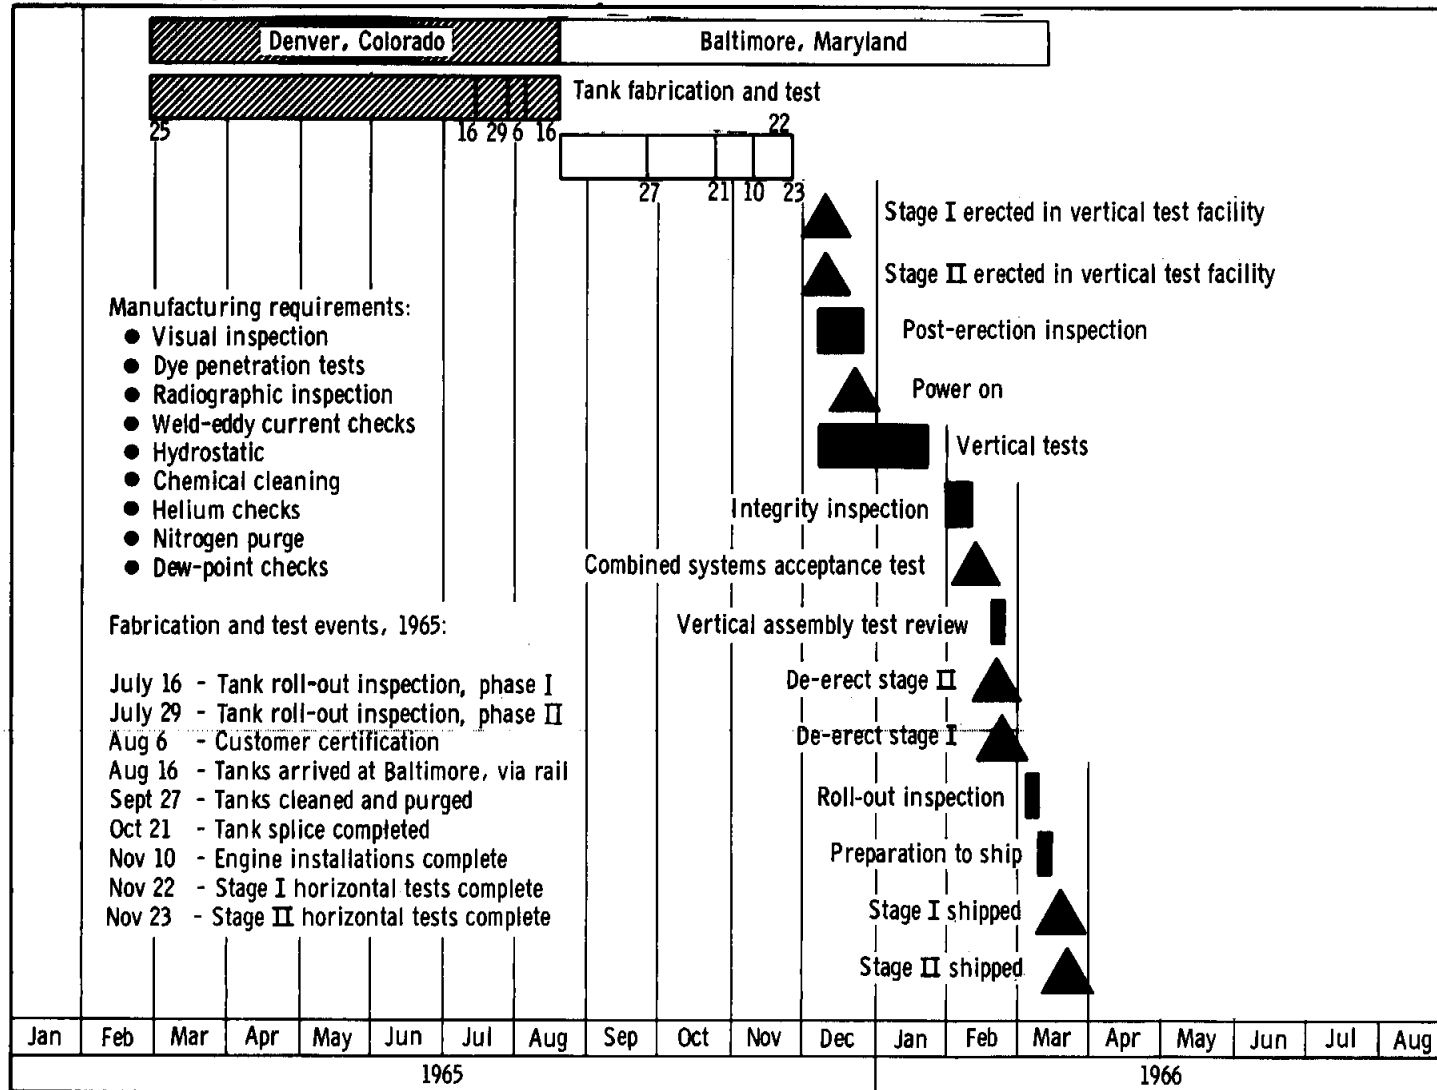 Denver, Colorado
Baltimore, Maryland
Tank fabrication and test
25
16 29 6 16
22
27 21 10 23
Stage I erected in vertical test facility
Stage II erected in vertical test facility
Manufacturing requirements:
● Visual inspection
● Dye penetration tests
● Radiographic inspection
● Weld-eddy current checks
● Hydrostatic
● Chemical cleaning
● Helium checks
● Nitrogen purge
● Dew-point checks
Post-erection inspection
Power on
Vertical tests
Integrity inspection
Combined systems acceptance test
Vertical assembly test review
De-erect stage II
De-erect stage I
Roll-out inspection
Preparation to ship
Stage I shipped
Stage II shipped
Fabrication and test events, 1965:
July 16 - Tank roll-out inspection, phase I
July 29 - Tank roll-out inspection, phase II
Aug 6 - Customer certification
Aug 16 - Tanks arrived at Baltimore, via rail
Sept 27 - Tanks cleaned and purged
Oct 21 - Tank splice completed
Nov 10 - Engine installations complete
Nov 22 - Stage I horizontal tests complete
Nov 23 - Stage II horizontal tests complete
Jan Feb Mar Apr May Jun Jul Aug Sep Oct Nov Dec Jan Feb Mar Apr May Jun Jul Aug
1965 1966